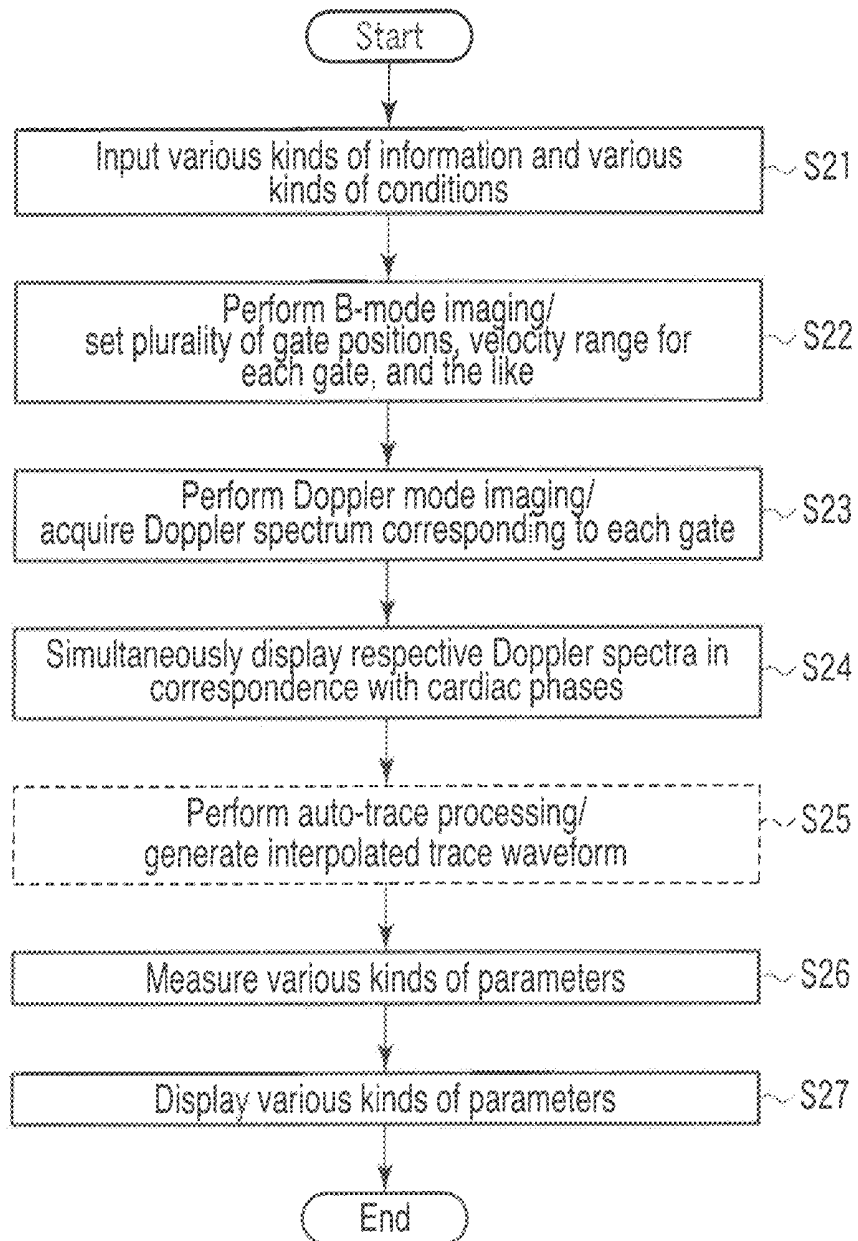 Start
Input various kinds of information and various
kinds of conditions
S21
Perform B-mode imaging/
set plurality of gate positions, velocity range for
each gate, and the like
S22
Perform Doppler mode imaging/
acquire Doppler spectrum corresponding to each gate
S23
Simultaneously display respective Doppler spectra in
correspondence with cardiac phases
S24
Perform auto-trace processing/
generate interpolated trace waveform
S25
Measure various kinds of parameters
S26
Display various kinds of parameters
S27
End